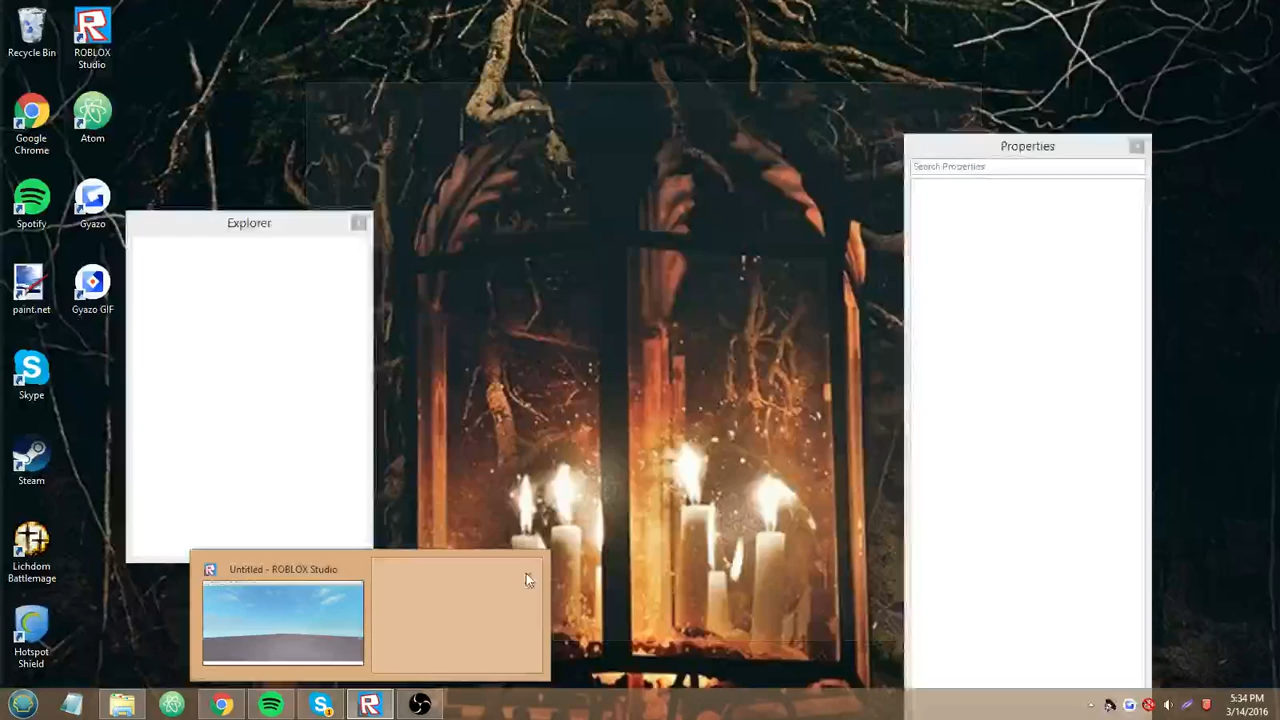 Recycle Bin
ROBLOX
Studio
Google
Chrome
Atom
Spotify
Gyazo
paint.net
Gyazo GIF
Skype
Steam
Lichdom
Battlemage
Hotspot
Shield
Explorer
Properties
Search Properties
Untitled - ROBLOX Studio
5:34 PM
3/14/2016